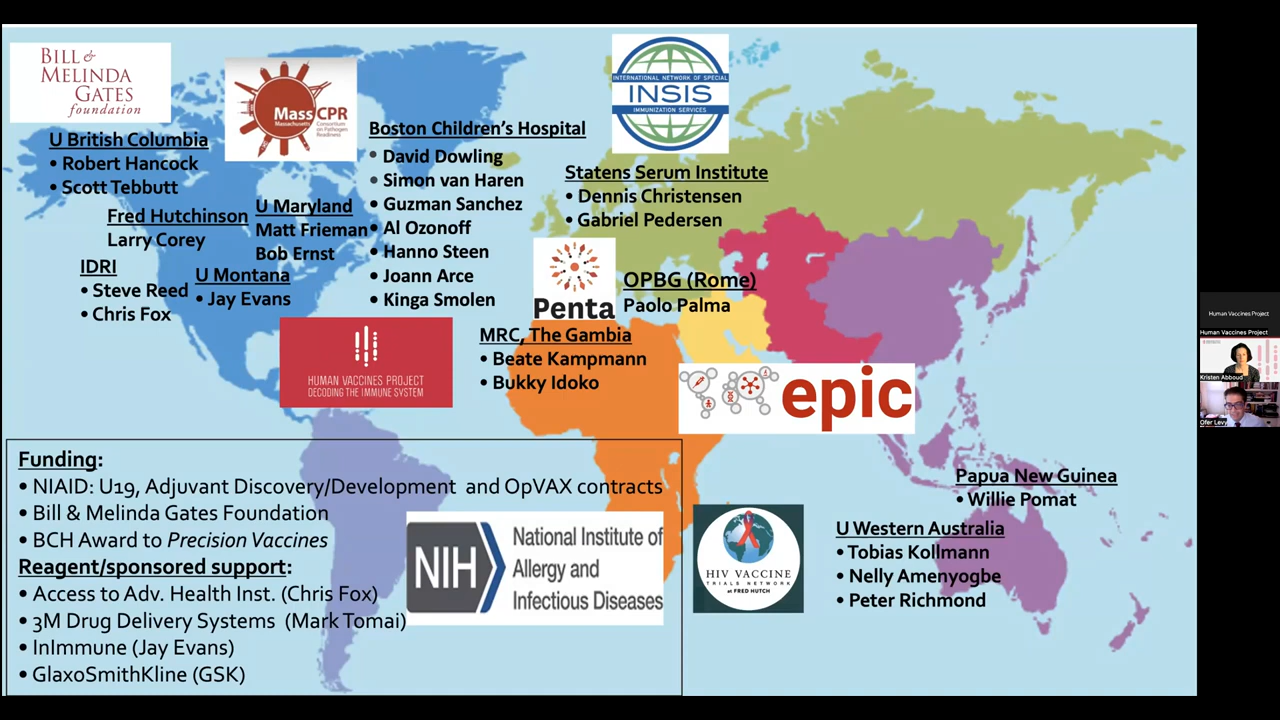 BILL &
MELINDA
GATES
foundation
MassCPR
Massachusetts
Consortium on Pathogen
Readiness
INTERNATIONAL NETWORK OF SPECIAL
INSIS
IMMUNIZATION SERVICES
U British Columbia
• Robert Hancock
• Scott Tebbutt
Fred Hutchinson
Larry Corey
IDRI
• Steve Reed
• Chris Fox
U Maryland
Matt Frieman
Bob Ernst
U Montana
• Jay Evans
Boston Children's Hospital
• David Dowling
• Simon van Haren
• Guzman Sanchez
• Al Ozonoff
• Hanno Steen
• Joann Arce
• Kinga Smolen
Statens Serum Institute
• Dennis Christensen
• Gabriel Pedersen
Penta
OPBG (Rome)
Paolo Palma
HUMAN VACCINES PROJECT
DECODING THE IMMUNE SYSTEM
MRC, The Gambia
• Beate Kampmann
• Bukky Idoko
epic
Funding:
• NIAID: U19, Adjuvant Discovery/Development and OpVAX contracts
• Bill & Melinda Gates Foundation
• BCH Award to Precision Vaccines
Reagent/sponsored support:
• Access to Adv. Health Inst. (Chris Fox)
• 3M Drug Delivery Systems (Mark Tomai)
• InImmune (Jay Evans)
• GlaxoSmithKline (GSK)
NIH
National Institute of
Allergy and
Infectious Diseases
HIV VACCINE
TRIALS NETWORK
at FRED HUTCH
Papua New Guinea
• Willie Pomat
U Western Australia
• Tobias Kollmann
• Nelly Amenyogbe
• Peter Richmond
Human Vaccines Project
Human Vaccines Project
Kristen Abboud
Ofer Levy